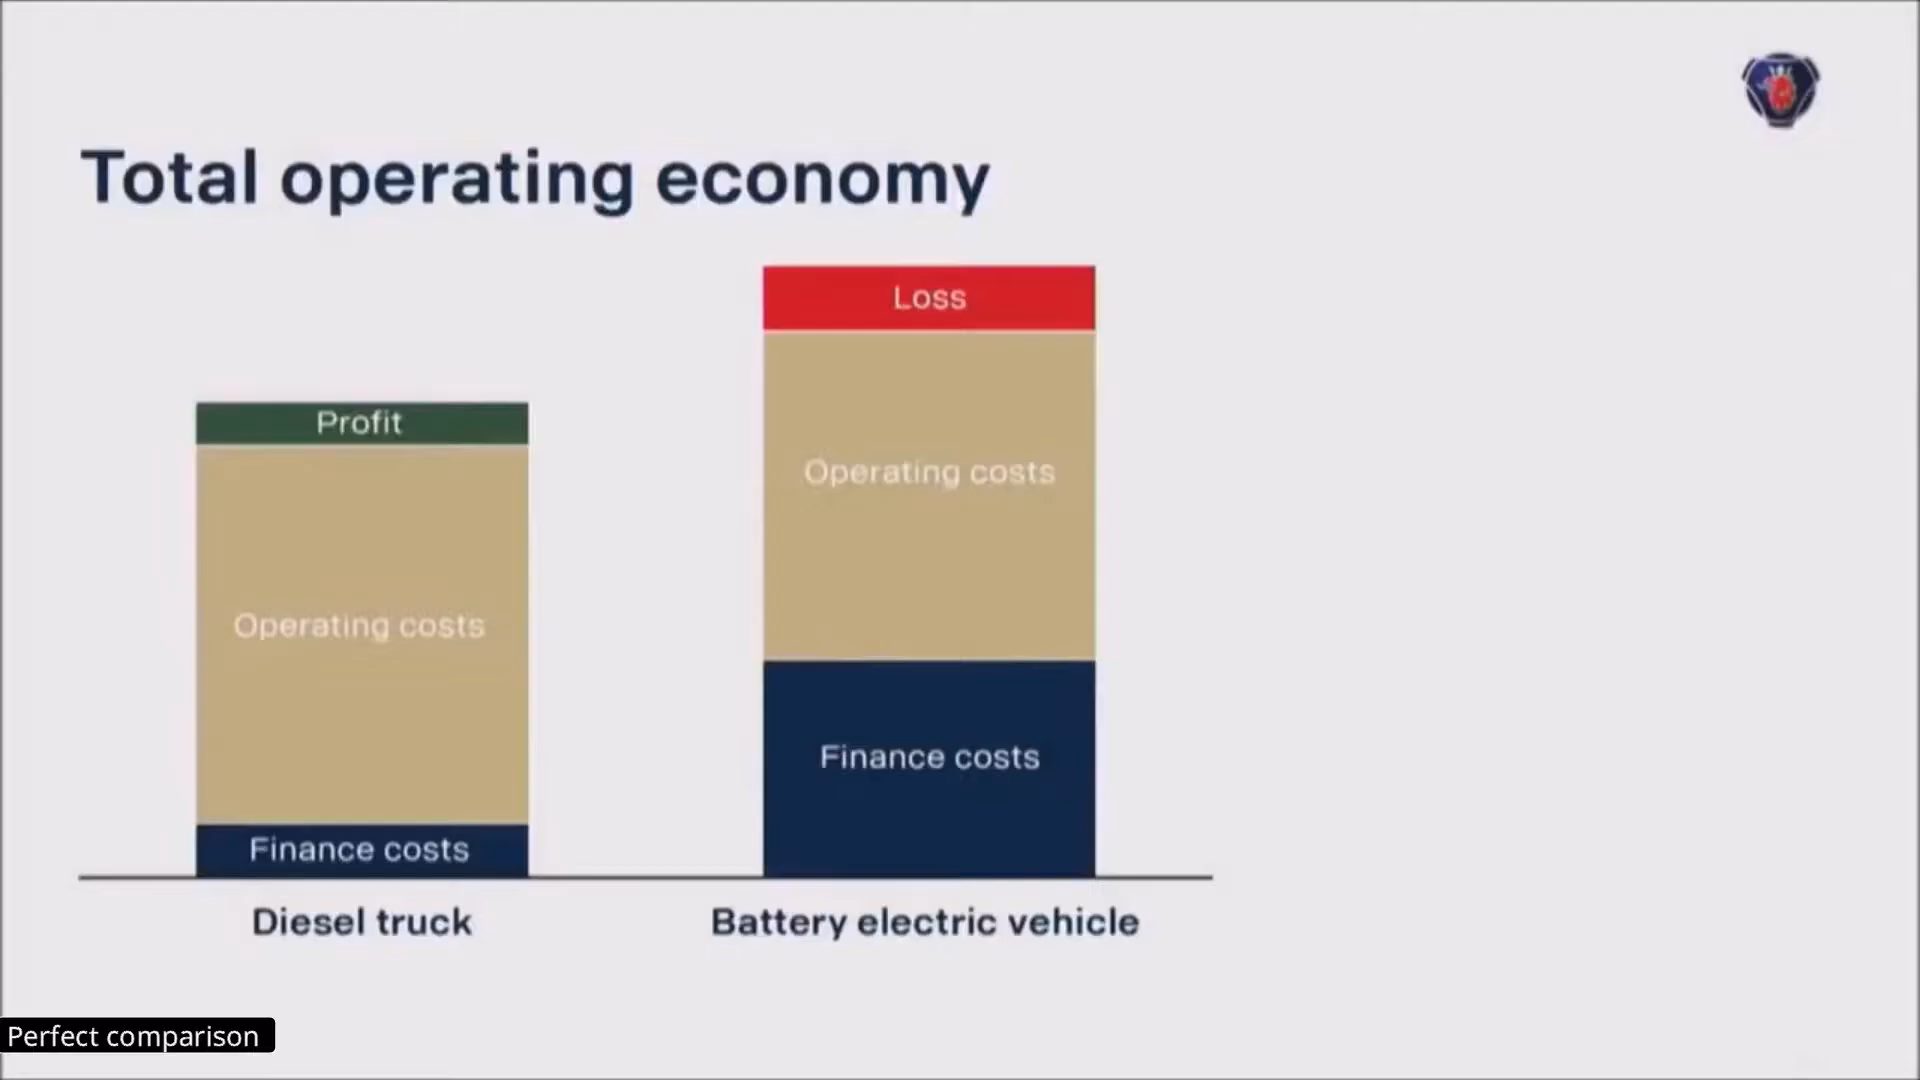 Total operating economy
Loss
Profit
Operating costs
Operating costs
Finance costs
Finance costs
Diesel truck
Battery electric vehicle
Perfect comparison